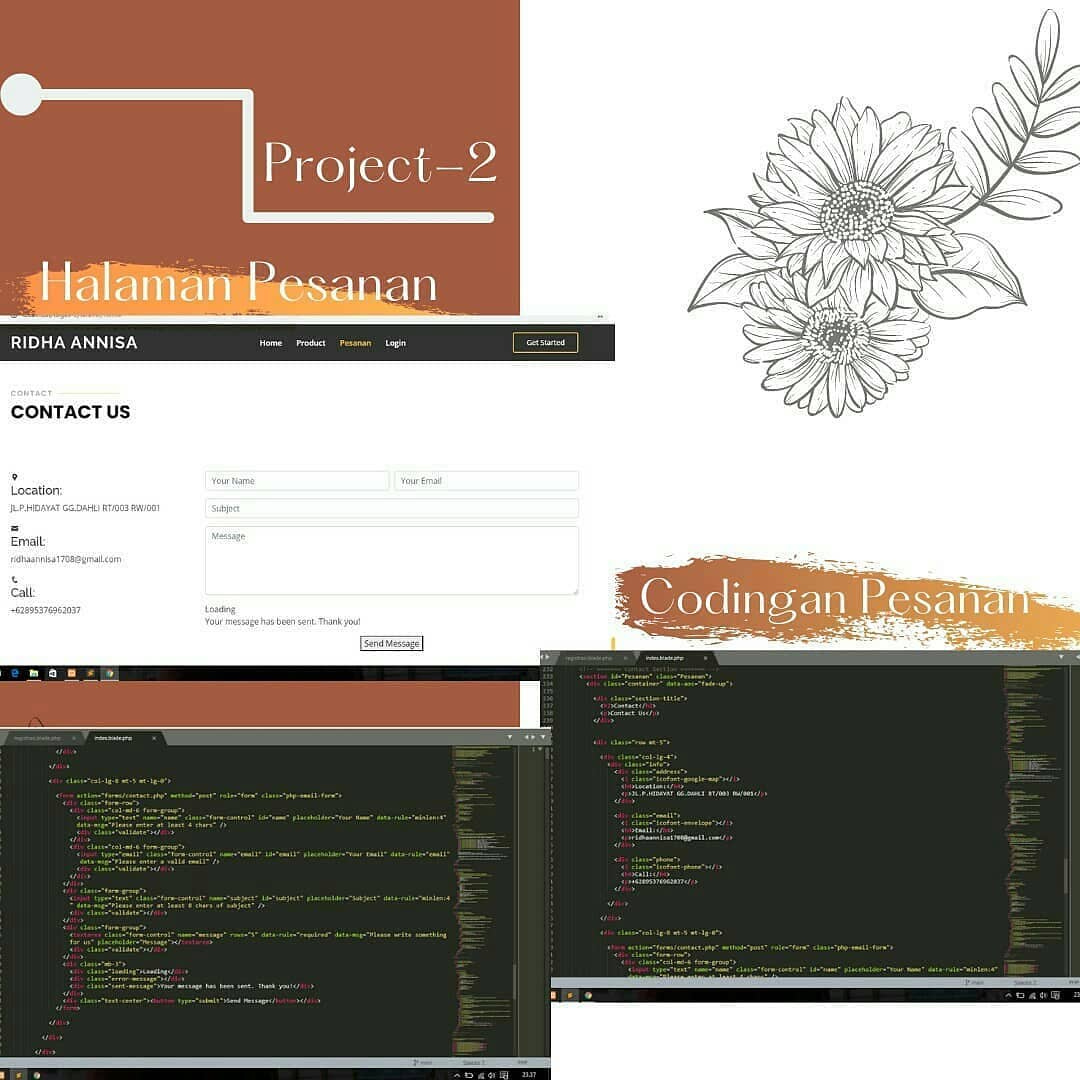 Project-2
Halaman Pesanan
RIDHA ANNISA
Home Product Pesanan Login
Get Started
CONTACT
CONTACT US
Location:
JL.P.HIDAYAT GG.DAHLI RT/003 RW/001
Email:
ridhaannisa1708@gmail.com
Call:
+62895376962037
Your Name
Your Email
Subject
Message
Loading
Your message has been sent. Thank you!
Send Message
Codingan Pesanan
registras.blade.php index.blade.php
<section id="Pesanan" class="Pesanan">
<div class="container" data-aos="fade-up">
<div class="section-title">
<h2>Contact</h2>
<p>Contact Us</p>
</div>
<div class="row mt-5">
<div class="col-lg-4">
<div class="info">
<div class="address">
<i class="icofont-google-map"></i>
<h4>Location:</h4>
<p>JL.P.HIDAYAT GG.DAHLI RT/003 RW/001</p>
</div>
<div class="email">
<i class="icofont-envelope"></i>
<h4>Email:</h4>
<p>ridhaannisa1708@gmail.com</p>
</div>
<div class="phone">
<i class="icofont-phone"></i>
<h4>Call:</h4>
<p>+62895376962037</p>
</div>
</div>
</div>
<div class="col-lg-8 mt-5 mt-lg-0">
<form action="forms/contact.php" method="post" role="form" class="php-email-form">
<div class="form-row">
<div class="col-md-6 form-group">
<input type="text" name="name" class="form-control" id="name" placeholder="Your Name" data-rule="minlen:4"
main
Spaces: 2
PHP
registras.blade.php index.blade.php
</div>
</div>
<div class="col-lg-8 mt-5 mt-lg-0">
<form action="forms/contact.php" method="post" role="form" class="php-email-form">
<div class="form-row">
<div class="col-md-6 form-group">
<input type="text" name="name" class="form-control" id="name" placeholder="Your Name" data-rule="minlen:4"
data-msg="Please enter at least 4 chars" />
<div class="validate"></div>
</div>
<div class="col-md-6 form-group">
<input type="email" class="form-control" name="email" id="email" placeholder="Your Email" data-rule="email"
data-msg="Please enter a valid email" />
<div class="validate"></div>
</div>
</div>
<div class="form-group">
<input type="text" class="form-control" name="subject" id="subject" placeholder="Subject" data-rule="minlen:4
" data-msg="Please enter at least 8 chars of subject" />
<div class="validate"></div>
</div>
<div class="form-group">
<textarea class="form-control" name="message" rows="5" data-rule="required" data-msg="Please write something
for us" placeholder="Message"></textarea>
<div class="validate"></div>
</div>
<div class="mb-3">
<div class="loading">Loading</div>
<div class="error-message"></div>
<div class="sent-message">Your message has been sent. Thank you!</div>
</div>
<div class="text-center"><button type="submit">Send Message</button></div>
</form>
</div>
</div>
</div>
main
Spaces: 2
PHP
23.37